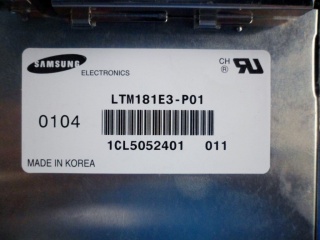 SAMSUNG ELECTRONICS
CH
®
LTM181E3-P01
0104
1CL5052401 011
MADE IN KOREA